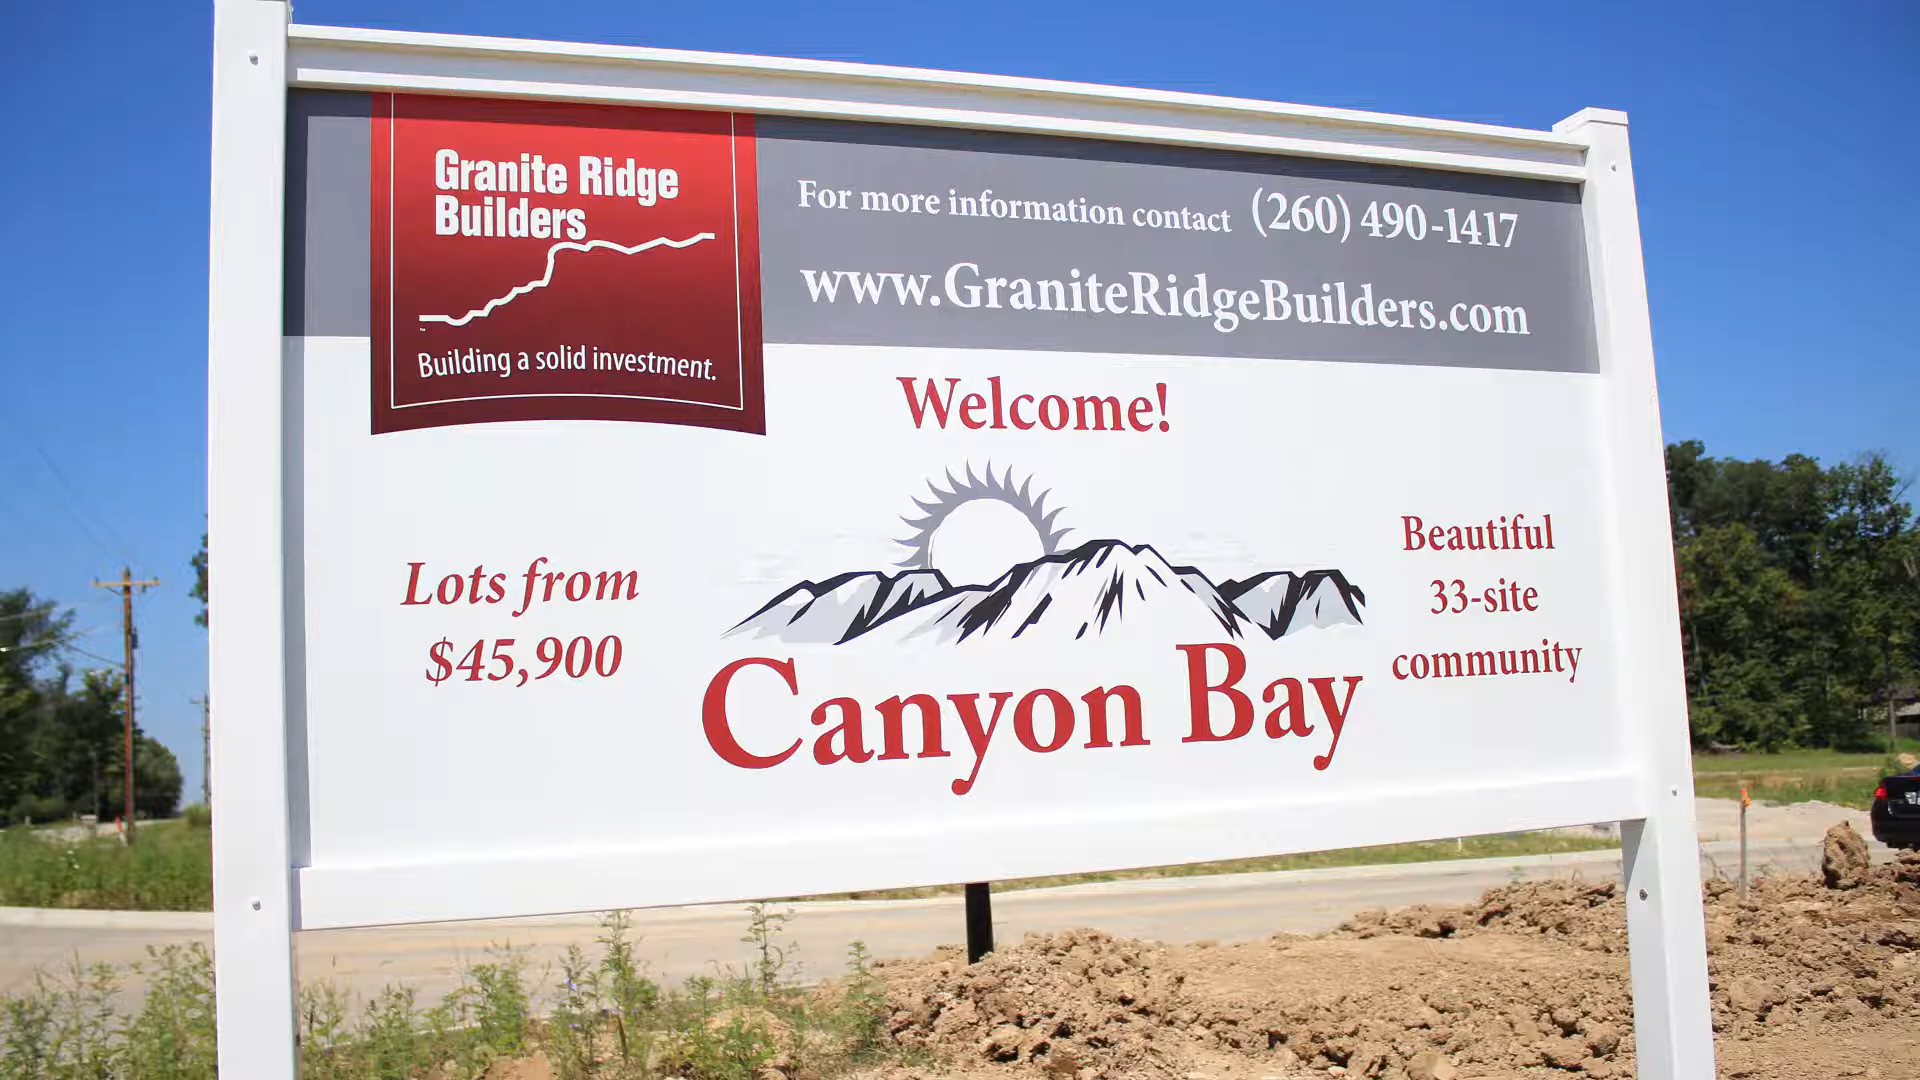 Granite Ridge
Builders
Building a solid investment.
For more information contact (260) 490-1417
www.GraniteRidgeBuilders.com
Welcome!
Lots from
$45,900
Canyon Bay
Beautiful
33-site
community